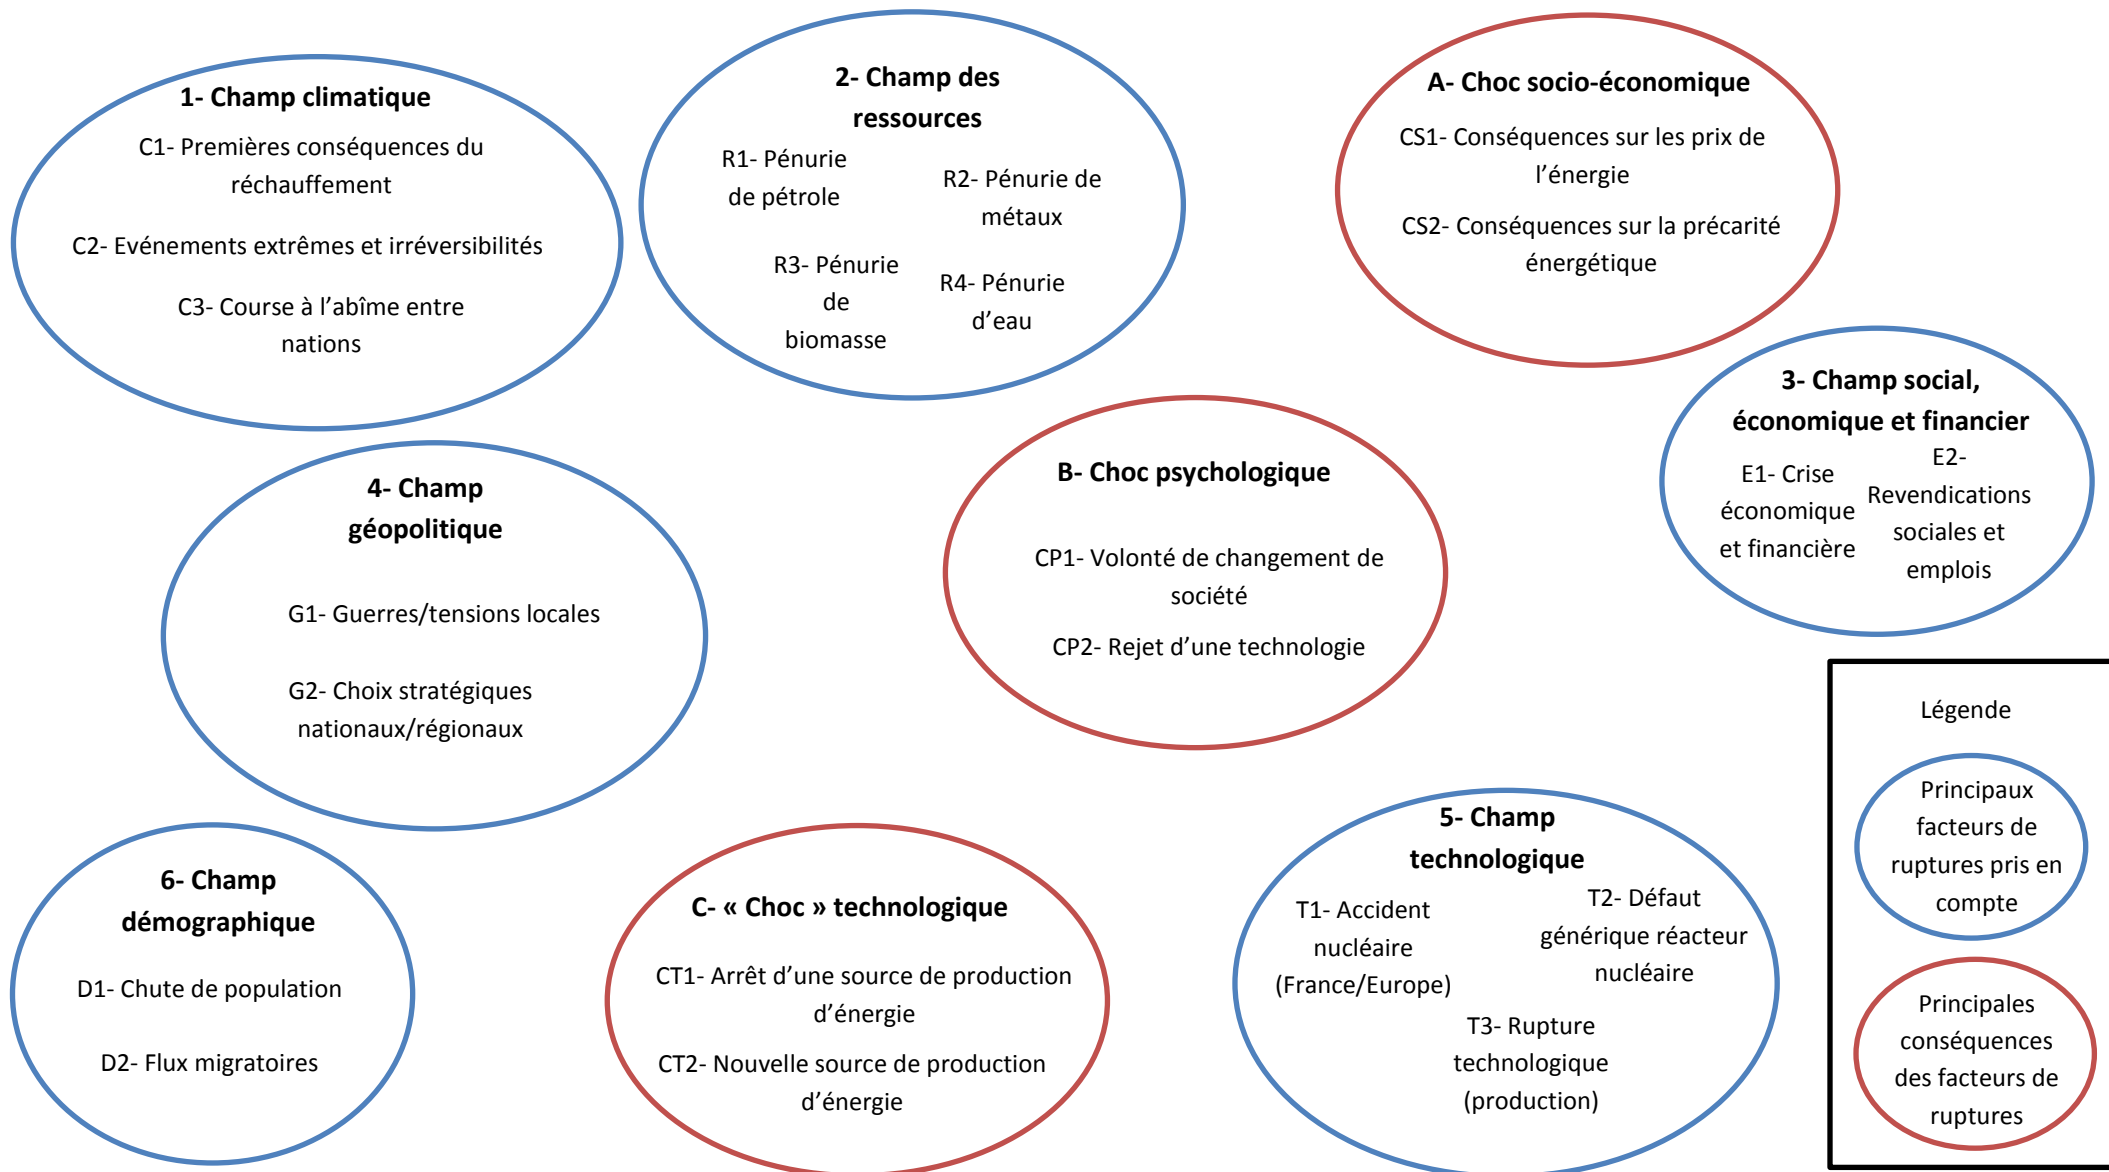 1- Champ climatique
C1- Premières conséquences du
réchauffement
C2- Evénements extrêmes et irréversibilités
C3- Course à l’abîme entre
nations
2- Champ des
ressources
R1- Pénurie
de pétrole
R2- Pénurie de
métaux
R3- Pénurie
de
biomasse
R4- Pénurie
d’eau
A- Choc socio-économique
CS1- Conséquences sur les prix de
l’énergie
CS2- Conséquences sur la précarité
énergétique
3- Champ social,
économique et financier
E1- Crise
économique
et financière
E2-
Revendications
sociales et
emplois
4- Champ
géopolitique
G1- Guerres/tensions locales
G2- Choix stratégiques
nationaux/régionaux
B- Choc psychologique
CP1- Volonté de changement de
société
CP2- Rejet d’une technologie
6- Champ
démographique
D1- Chute de population
D2- Flux migratoires
C- « Choc » technologique
CT1- Arrêt d’une source de production
d’énergie
CT2- Nouvelle source de production
d’énergie
5- Champ
technologique
T1- Accident
nucléaire
(France/Europe)
T2- Défaut
générique réacteur
nucléaire
T3- Rupture
technologique
(production)
Légende
Principaux
facteurs de
ruptures pris en
compte
Principales
conséquences
des facteurs de
ruptures